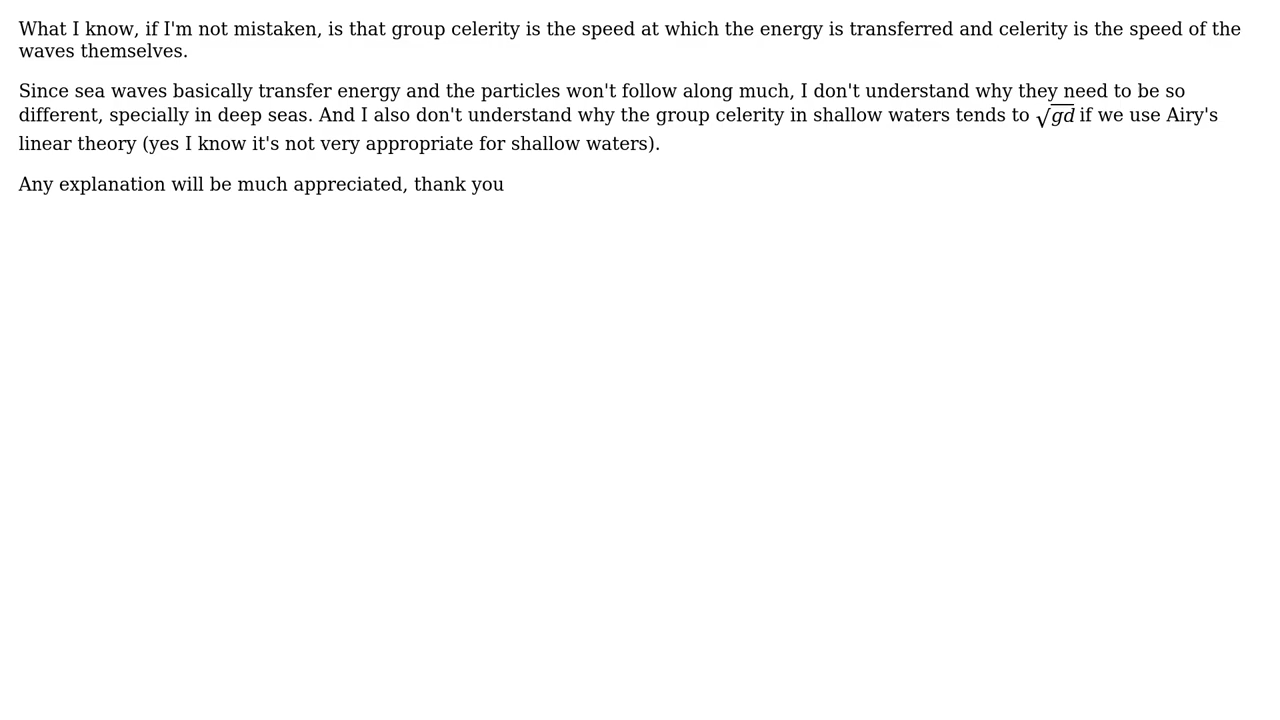 What I know, if I'm not mistaken, is that group celerity is the speed at which the energy is transferred and celerity is the speed of the
waves themselves.
Since sea waves basically transfer energy and the particles won't follow along much, I don't understand why they need to be so
different, specially in deep seas. And I also don't understand why the group celerity in shallow waters tends to √gd if we use Airy's
linear theory (yes I know it's not very appropriate for shallow waters).
Any explanation will be much appreciated, thank you